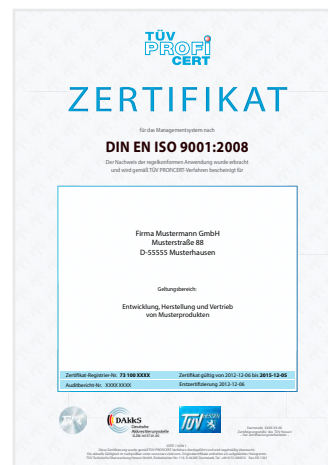 TÜV
PROFi
CERT
ZERTIFIKAT
für das Managementsystem nach
DIN EN ISO 9001:2008
Der Nachweis der regelkonformen Anwendung wurde erbracht
und wird gemäß TÜV PROFiCERT-Verfahren bescheinigt für
Firma Mustermann GmbH
Musterstraße 88
D-55555 Musterhausen
Geltungsbereich:
Entwicklung, Herstellung und Vertrieb
von Musterprodukten
Zertifikat-Registrier-Nr. 73 100 XXXX Zertifikat gültig von 2012-12-06 bis 2015-12-05
Auditbericht-Nr. XXXX XXXX Erstzertifizierung 2012-12-06
DAkkS
Deutsche
Akkreditierungsstelle
TÜV HESSEN